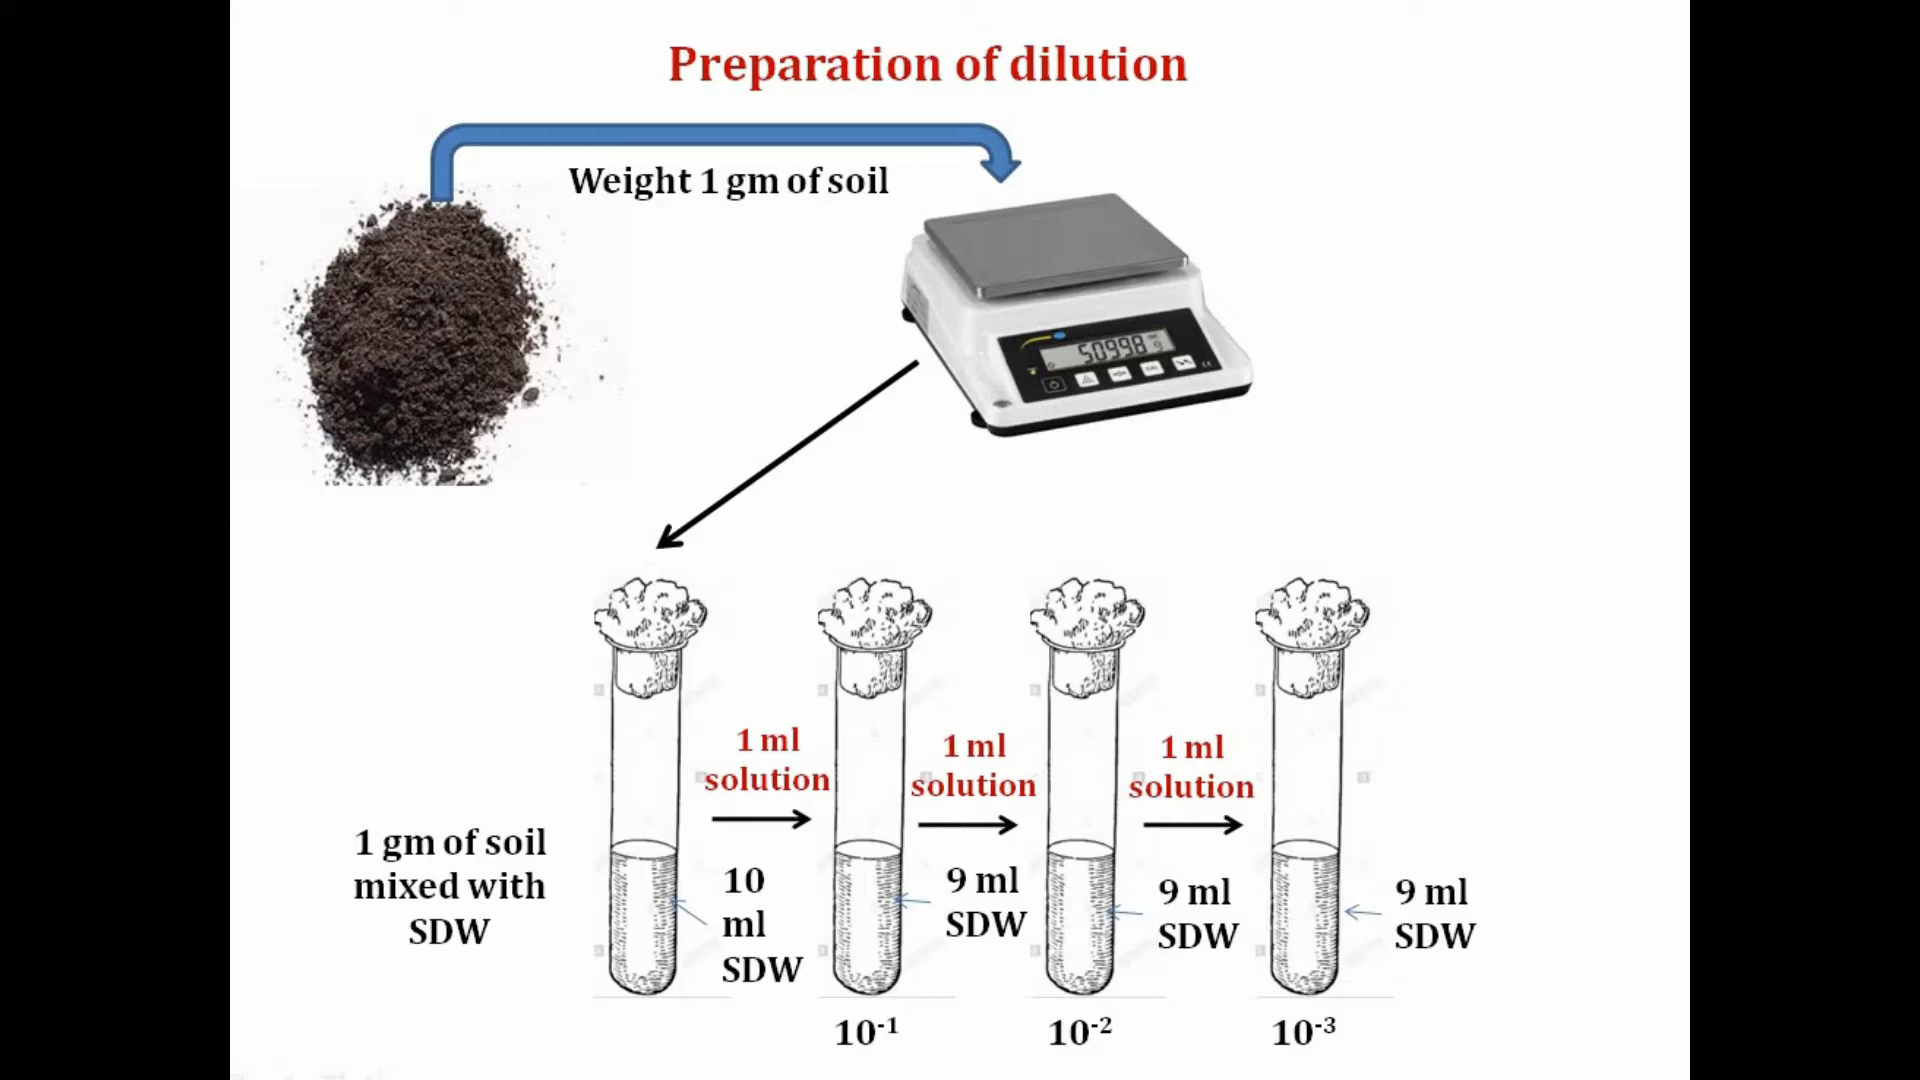 Preparation of dilution
Weight 1 gm of soil
5099.8 g
1 ml
solution
1 ml
solution
1 ml
solution
1 gm of soil
mixed with
SDW
10
ml
SDW
9 ml
SDW
9 ml
SDW
9 ml
SDW
10⁻¹
10⁻²
10⁻³